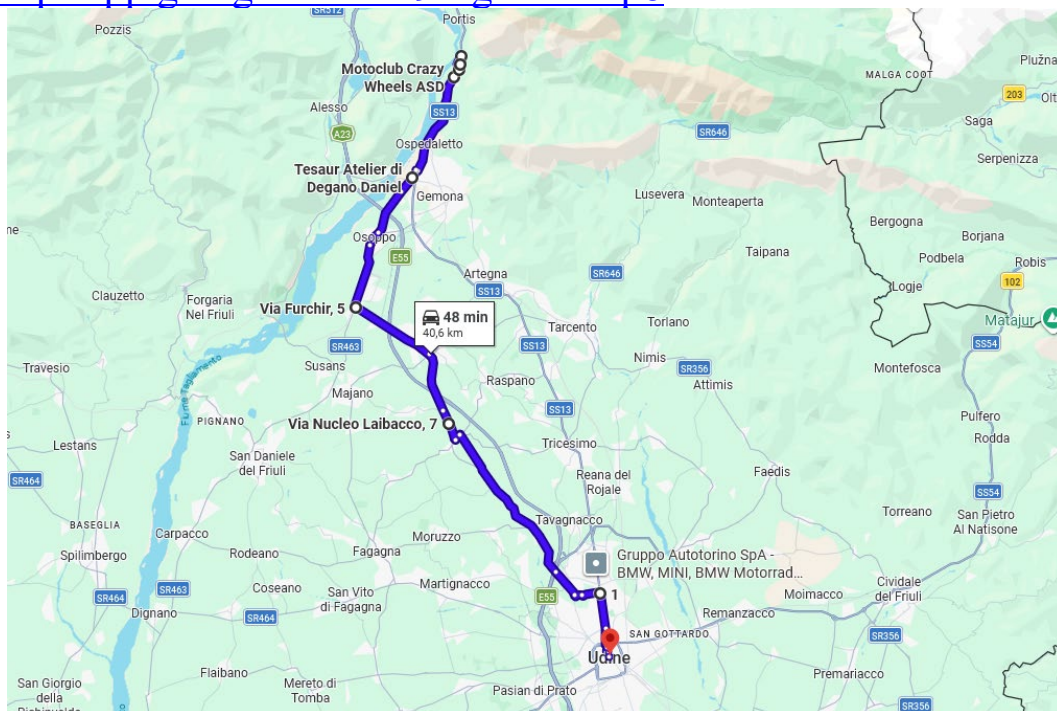 Portis
Pozzis
SR512
Motoclub Crazy
Wheels ASD
MALGA COOT
Plužna
203
Alesso
SS13
A23
SR646
Saga
Ospedaletto
Serpenizza
Tesaur Atelier di
Degano Daniel
Gemona
Lusevera
Monteaperta
Bergogna
Osoppo
E55
Taipana
Podbela
Borjana
Robis
Artegna
SR646
Logje
102
Clauzetto
Forgaria
Nel Friuli
SS13
Via Furchir, 5
48 min
40,6 km
Tarcento
Torlano
Matajur
SS54
SR463
SS13
Nimis
SR356
Travesio
Susans
Montefosca
Majano
Raspano
Attimis
Fiume Tagliamento
SS13
PIGNANO
Via Nucleo Laibacco, 7
Pulfero
Lestans
Tricesimo
Rodda
San Daniele
del Friuli
Reana del
Rojale
Faedis
SR464
SS54
Torreano
San Pietro
Al Natisone
BASEGLIA
Carpacco
Tavagnacco
Moruzzo
Spilimbergo
Rodeano
Fagagna
Gruppo Autotorino SpA -
BMW, MINI, BMW Motorrad...
SR463
Coseano
San Vito
di Fagagna
Martignacco
Moimacco
Cividale
del Friuli
SR464
SR464
Dignano
E55
1
Remanzacco
SAN GOTTARDO
SR356
Udine
Flaibano
Premariacco
San Giorgio
della
Mereto di
Tomba
Pasian di Prato
SR356